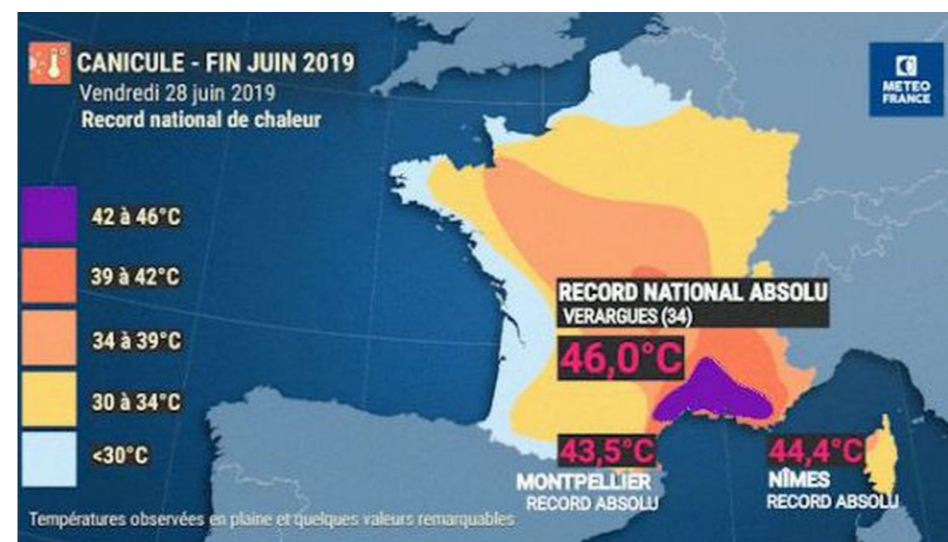 CANICULE - FIN JUIN 2019
Vendredi 28 juin 2019
Record national de chaleur
METEO
FRANCE
42 à 46°C
39 à 42°C
34 à 39°C
30 à 34°C
<30°C
RECORD NATIONAL ABSOLU
VERARGUES (34)
46,0°C
43,5°C
MONTPELLIER
RECORD ABSOLU
44,4°C
NÎMES
RECORD ABSOLU
Températures observées en plaine et quelques valeurs remarquables